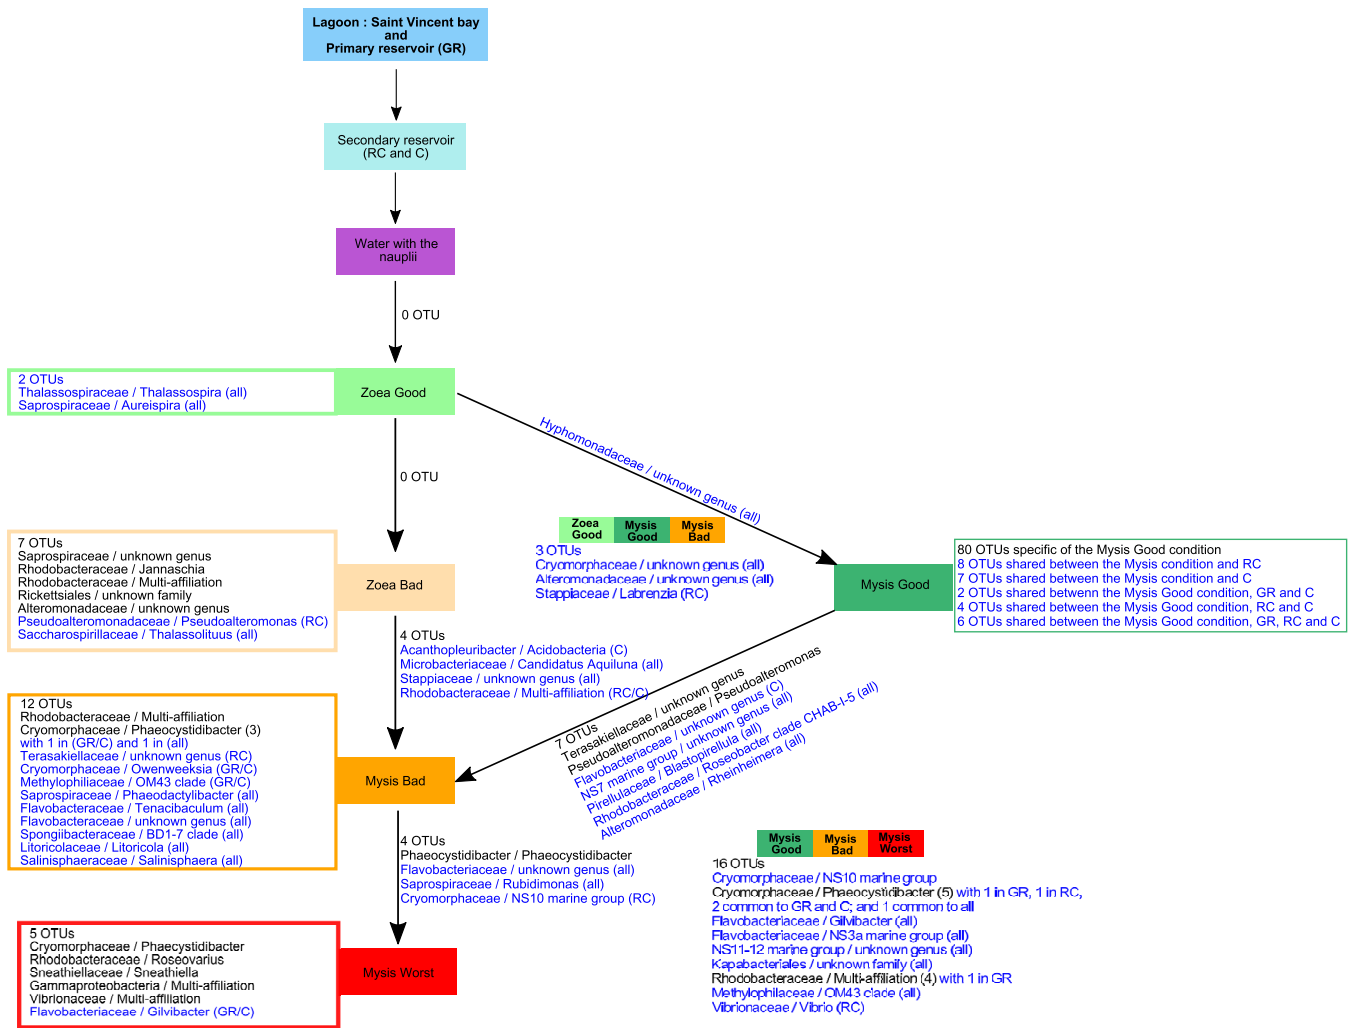 Lagoon : Saint Vincent bay
and
Primary reservoir (GR)
Secondary reservoir
(RC and C)
Water with the
nauplii
0 OTU
2 OTUs
Thalassospiraceae / Thalassospira (all)
Saprospiraceae / Aureispira (all)
Zoea Good
0 OTU
Hyphomonadaceae / unknown genus (all)
Zoea
Good
Mysis
Good
Mysis
Bad
3 OTUs
Cryomorphaceae / unknown genus (all)
Alteromonadaceae / unknown genus (all)
Stappiaceae / Labrenzia (RC)
7 OTUs
Saprospiraceae / unknown genus
Rhodobacteraceae / Jannaschia
Rhodobacteraceae / Multi-affiliation
Rickettsiales / unknown family
Alteromonadaceae / unknown genus
Pseudoalteromonadaceae / Pseudoalteromonas (RC)
Saccharospirillaceae / Thalassolituus (all)
Zoea Bad
Mysis Good
80 OTUs specific of the Mysis Good condition
8 OTUs shared between the Mysis condition and RC
7 OTUs shared between the Mysis condition and C
2 OTUs shared betwenn the Mysis Good condition, GR and C
4 OTUs shared between the Mysis Good condition, RC and C
6 OTUs shared between the Mysis Good condition, GR, RC and C
4 OTUs
Acanthopleuribacter / Acidobacteria (C)
Microbacteriaceae / Candidatus Aquiluna (all)
Stappiaceae / unknown genus (all)
Rhodobacteraceae / Multi-affiliation (RC/C)
7 OTUs
Terasakiellaceae / unknown genus
Pseudoalteromonadaceae / Pseudoalteromonas
Flavobacteriaceae / unknown genus (C)
NS7 marine group / unknown genus (all)
Pirellulaceae / Blastopirellula (all)
Rhodobacteraceae / Roseobacter clade CHAB-I-5 (all)
Alteromonadaceae / Rheinheimera (all)
12 OTUs
Rhodobacteraceae / Multi-affiliation
Cryomorphaceae / Phaeocystidibacter (3)
with 1 in (GR/C) and 1 in (all)
Terasakiellaceae / unknown genus (RC)
Cryomorphaceae / Owenweeksia (GR/C)
Methylophiliaceae / OM43 clade (GR/C)
Saprospiraceae / Phaeodactylibacter (all)
Flavobacteraceae / Tenacibaculum (all)
Flavobacteraceae / unknown genus (all)
Spongiibacteraceae / BD1-7 clade (all)
Litoricolaceae / Litoricola (all)
Salinisphaeraceae / Salinisphaera (all)
Mysis Bad
4 OTUs
Phaeocystidibacter / Phaeocystidibacter
Flavobacteriaceae / unknown genus (all)
Saprospiraceae / Rubidimonas (all)
Cryomorphaceae / NS10 marine group (RC)
Mysis
Good
Mysis
Bad
Mysis
Worst
16 OTUs
Cryomorphaceae / NS10 marine group
Cryomorphaceae / Phaeocystidibacter (5) with 1 in GR, 1 in RC,
2 common to GR and C; and 1 common to all
Flavobacteriaceae / Gilvibacter (all)
Flavobacteriaceae / NS3a marine group (all)
NS11-12 marine group / unknown genus (all)
Kapabacteriales / unknown family (all)
Rhodobacteraceae / Multi-affiliation (4) with 1 in GR
Methylophilaceae / OM43 clade (all)
Vibrionaceae / Vibrio (RC)
5 OTUs
Cryomorphaceae / Phaecystidibacter
Rhodobacteraceae / Roseovarius
Sneathiellaceae / Sneathiella
Gammaproteobacteria / Multi-affiliation
Vibrionaceae / Multi-affiliation
Flavobacteriaceae / Gilvibacter (GR/C)
Mysis Worst